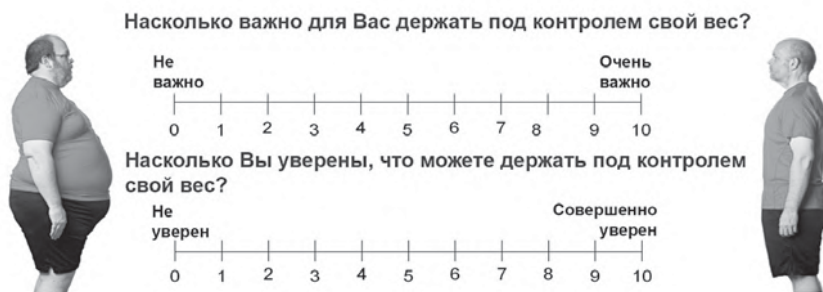 Насколько важно для Вас держать под контролем свой вес?
Не
важно
Очень
важно
0 1 2 3 4 5 6 7 8 9 10
Насколько Вы уверены, что можете держать под контролем
свой вес?
Не
уверен
Совершенно
уверен
0 1 2 3 4 5 6 7 8 9 10